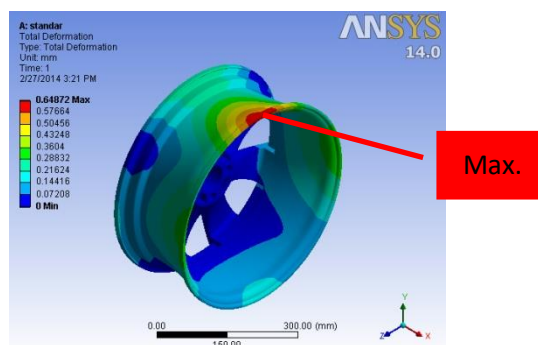 A: standar
Total Deformation
Type: Total Deformation
Unit: mm
Time: 1
2/27/2014 3:21 PM
ANSYS
14.0
0.64872 Max
0.57664
0.50456
0.43248
0.3604
0.28832
0.21624
0.14416
0.07208
0 Min
Max.
0.00
300.00 (mm)
150.00
Y
Z
X